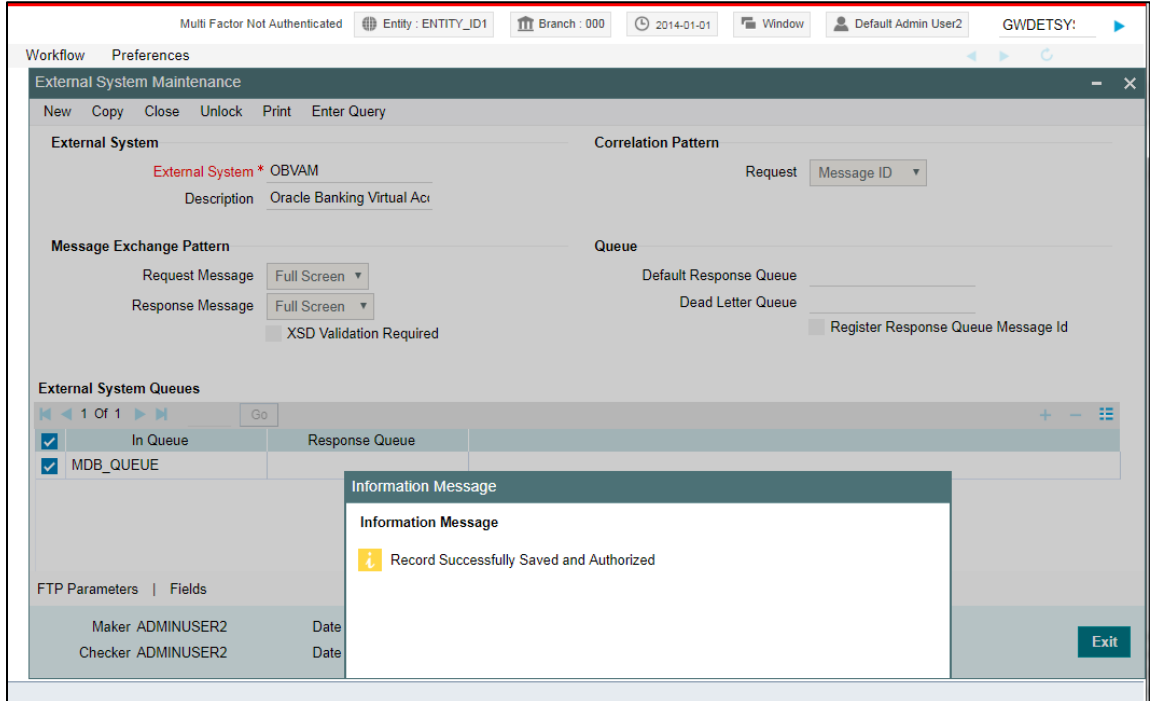 Multi Factor Not Authenticated Entity : ENTITY_ID1 Branch : 000 2014-01-01 Window Default Admin User2 GWDETSYS
Workflow Preferences
External System Maintenance
New Copy Close Unlock Print Enter Query
External System Correlation Pattern
External System * OBVAM Request Message ID
Description Oracle Banking Virtual Acc
Message Exchange Pattern Queue
Request Message Full Screen Default Response Queue
Response Message Full Screen Dead Letter Queue
XSD Validation Required Register Response Queue Message Id
External System Queues
1 Of 1 Go
In Queue Response Queue
MDB_QUEUE
Information Message
Information Message
Record Successfully Saved and Authorized
FTP Parameters | Fields
Maker ADMINUSER2 Date
Checker ADMINUSER2 Date
Exit